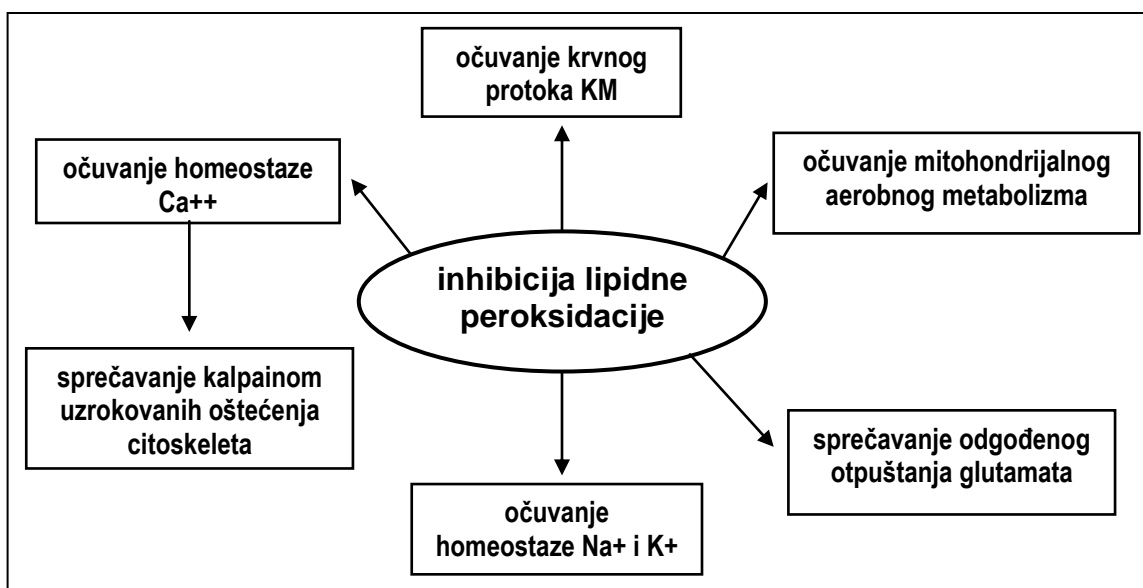 očuvanje krvnog
protoka KM
očuvanje homeostaze
Ca++
očuvanje mitohondrijalnog
aerobnog metabolizma
inhibicija lipidne
peroksidacije
sprečavanje kalpainom
uzrokovanih oštećenja
citoskeleta
sprečavanje odgođenog
otpuštanja glutamata
očuvanje
homeostaze Na+ i K+